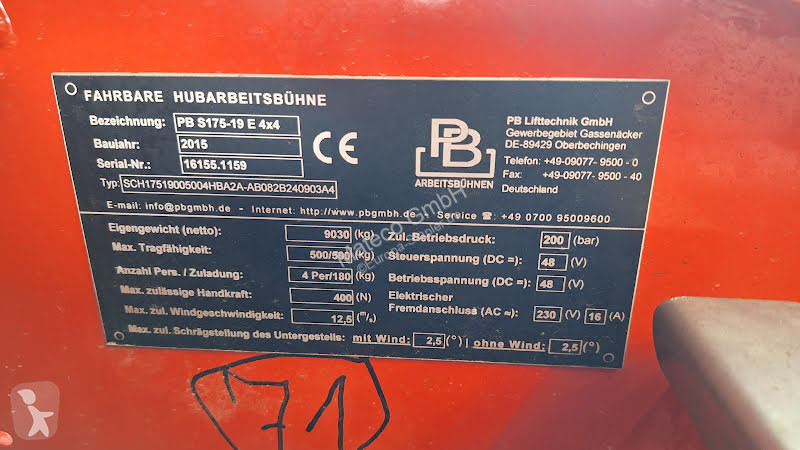 FAHRBARE HUBARBEITSBÜHNE
Bezeichnung: PB S175-19 E 4x4
Baujahr: 2015
Serial-Nr.: 16155.1159
Typ: SCH17519005004HBA2A-AB082B240903A4
CE
PB
ARBEITSBÜHNEN
PB Lifttechnik GmbH
Gewerbegebiet Gassenäcker
DE-89429 Oberbechingen
Telefon: +49-09077- 9500 - 0
Fax: +49-09077- 9500 - 40
Deutschland
E-mail: info@pbgmbh.de - Internet: http://www.pbgmbh.de - Service ☎: +49 0700 95009600
Eigengewicht (netto): 9030 (kg)
Max. Tragfähigkeit: 500/500 (kg)
Anzahl Pers. / Zuladung: 4 Per/180 (kg)
Max. zulässige Handkraft: 400 (N)
Max. zul. Windgeschwindigkeit: 12,5 (m/s)
Zul. Betriebsdruck: 200 (bar)
Steuerspannung (DC =): 48 (V)
Betriebsspannung (DC =): 48 (V)
Elektrischer
Fremdanschluss (AC ≈): 230 (V) 16 (A)
Max. zul. Schrägstellung des Untergestells: mit Wind: 2,5 (°) | ohne Wind: 2,5 (°)
Mateco GmbH
71